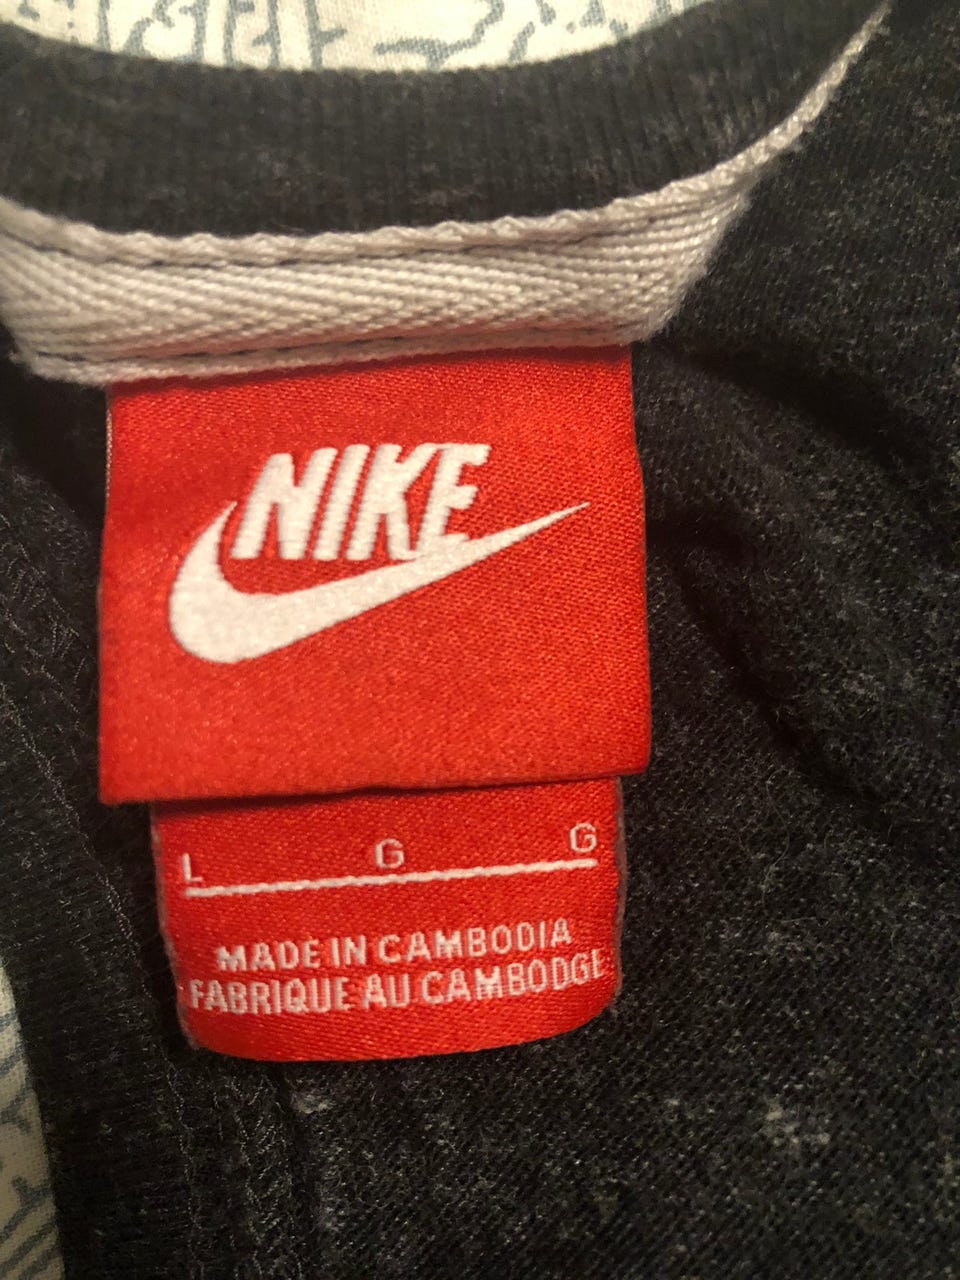 NIKE
L G G
MADE IN CAMBODIA
FABRIQUE AU CAMBODGE